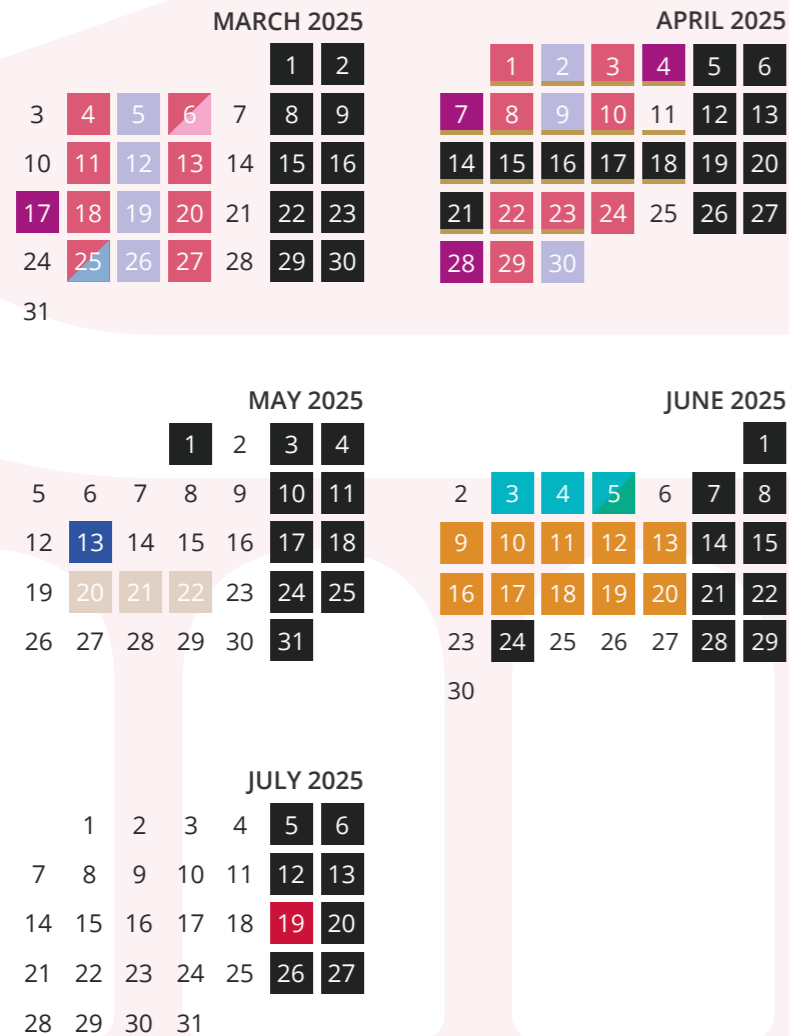 MARCH 2025
1 2
3 4 5 6 7 8 9
10 11 12 13 14 15 16
17 18 19 20 21 22 23
24 25 26 27 28 29 30
31
APRIL 2025
1 2 3 4 5 6
7 8 9 10 11 12 13
14 15 16 17 18 19 20
21 22 23 24 25 26 27
28 29 30
MAY 2025
1 2 3 4
5 6 7 8 9 10 11
12 13 14 15 16 17 18
19 20 21 22 23 24 25
26 27 28 29 30 31
JUNE 2025
1
2 3 4 5 6 7 8
9 10 11 12 13 14 15
16 17 18 19 20 21 22
23 24 25 26 27 28 29
30
JULY 2025
1 2 3 4 5 6
7 8 9 10 11 12 13
14 15 16 17 18 19 20
21 22 23 24 25 26 27
28 29 30 31